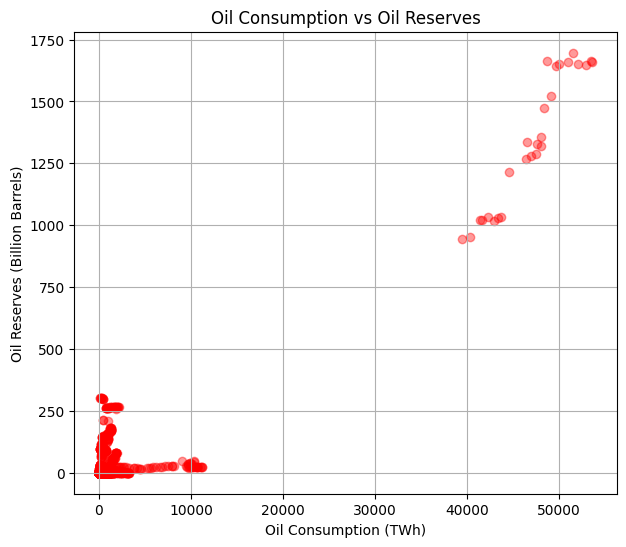 Oil Consumption vs Oil Reserves
Oil Reserves (Billion Barrels)
1750
1500
1250
1000
750
500
250
0
0 10000 20000 30000 40000 50000
Oil Consumption (TWh)